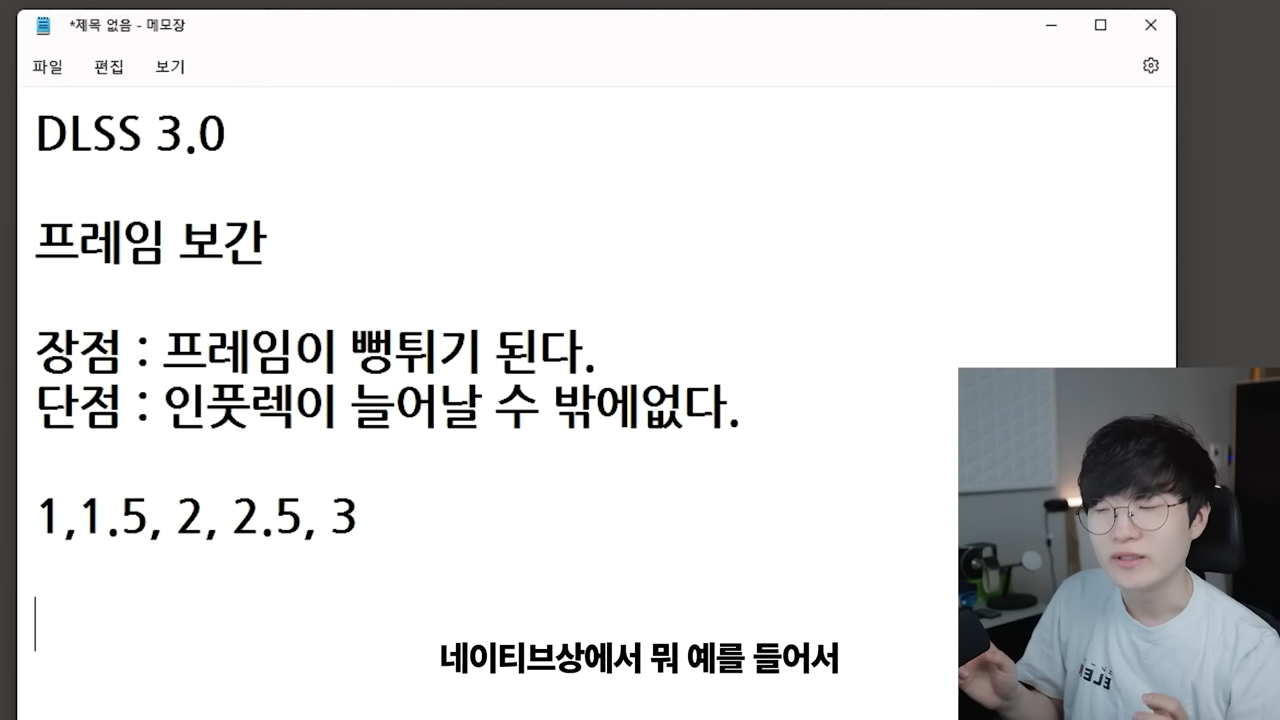 *제목 없음 - 메모장
파일 편집 보기
DLSS 3.0
프레임 보간
장점 : 프레임이 뻥튀기 된다.
단점 : 인풋렉이 늘어날 수 밖에없다.
1,1.5, 2, 2.5, 3
네이티브상에서 뭐 예를 들어서